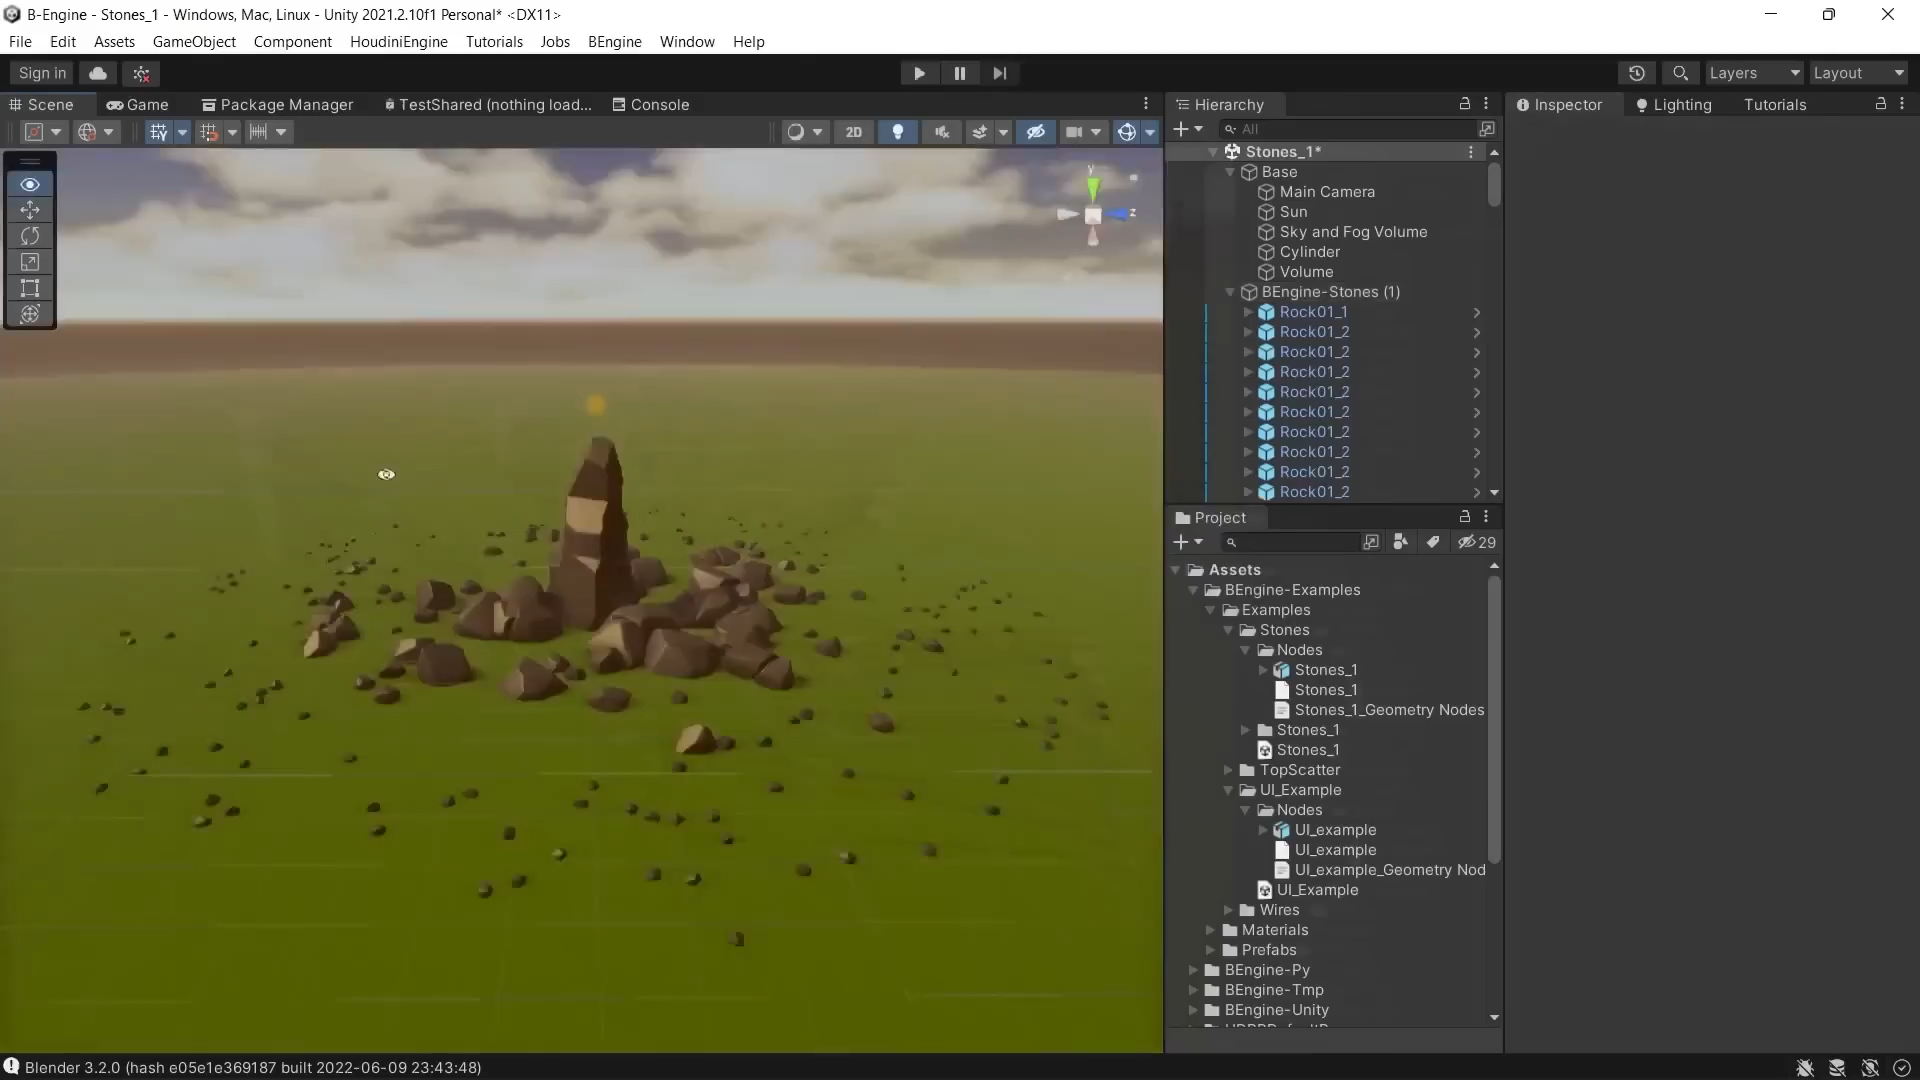 B-Engine - Stones_1 - Windows, Mac, Linux - Unity 2021.2.10f1 Personal* <DX11>
File Edit Assets GameObject Component HoudiniEngine Tutorials Jobs BEngine Window Help
Sign in Layers Layout
Scene Game Package Manager TestShared (nothing load... Console
2D
y
z
Hierarchy
All
Stones_1*
Base
Main Camera
Sun
Sky and Fog Volume
Cylinder
Volume
BEngine-Stones (1)
Rock01_1
Rock01_2
Rock01_2
Rock01_2
Rock01_2
Rock01_2
Rock01_2
Rock01_2
Rock01_2
Rock01_2
Project
29
Assets
BEngine-Examples
Examples
Stones
Nodes
Stones_1
Stones_1
Stones_1_Geometry Nodes
Stones_1
Stones_1
TopScatter
UI_Example
Nodes
UI_example
UI_example
UI_example_Geometry Nod
UI_Example
Wires
Materials
Prefabs
BEngine-Py
BEngine-Tmp
BEngine-Unity
Inspector Lighting Tutorials
Blender 3.2.0 (hash e05e1e369187 built 2022-06-09 23:43:48)